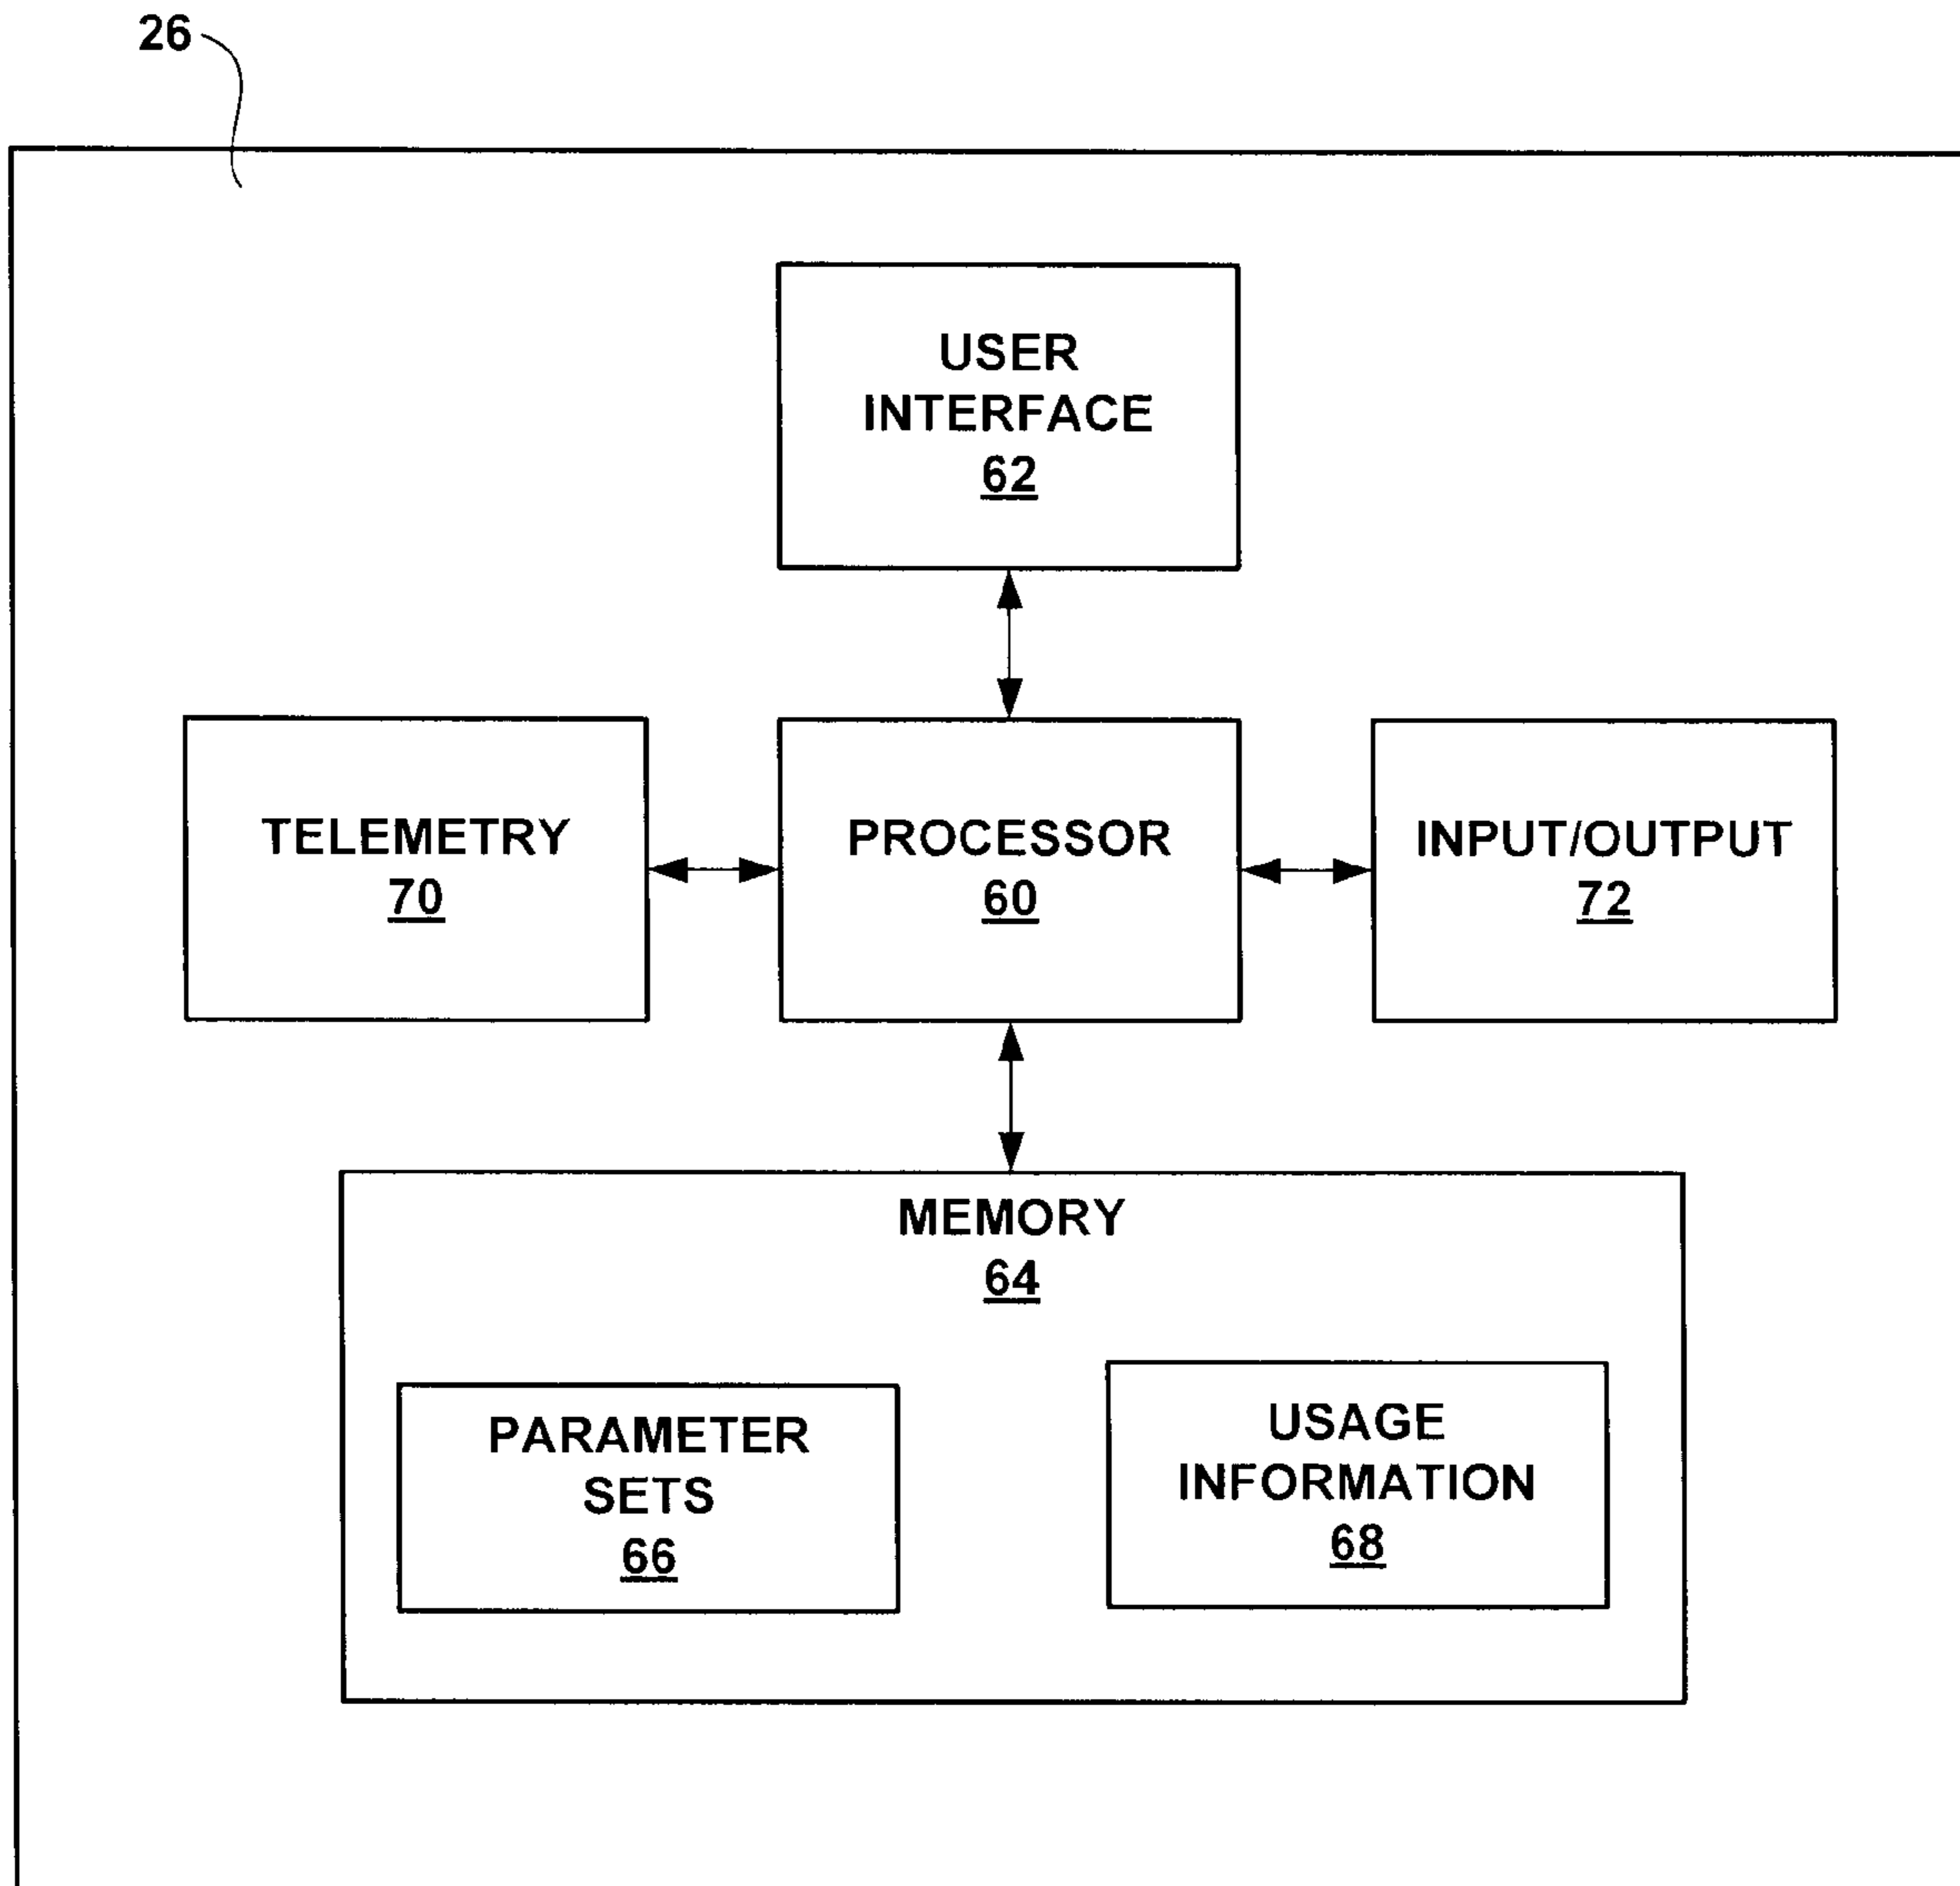 26
USER
INTERFACE
62
TELEMETRY
70
PROCESSOR
60
INPUT/OUTPUT
72
MEMORY
64
PARAMETER
SETS
66
USAGE
INFORMATION
68